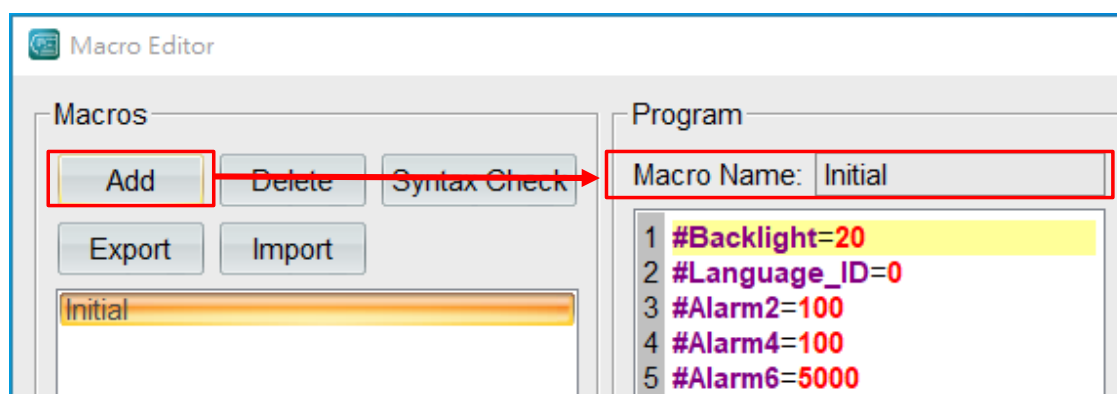 Macro Editor
Macros
Add Delete Syntax Check
Export Import
Initial
Program
Macro Name: Initial
1 #Backlight=20
2 #Language_ID=0
3 #Alarm2=100
4 #Alarm4=100
5 #Alarm6=5000